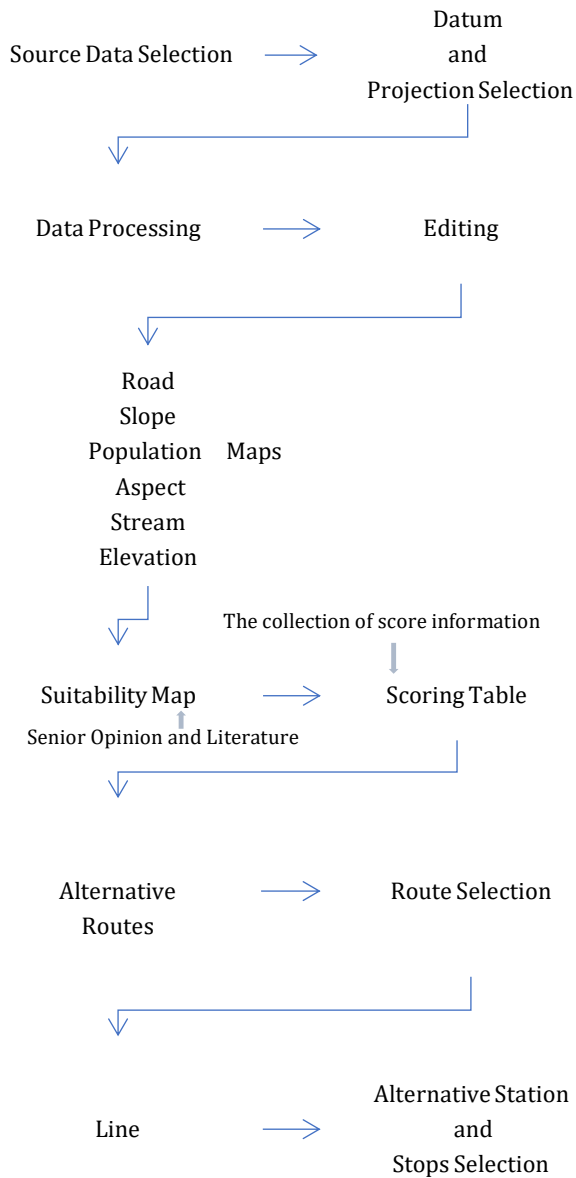 Source Data Selection
Datum
and
Projection Selection
Data Processing
Editing
Road
Slope
Population Maps
Aspect
Stream
Elevation
The collection of score information
Suitability Map
Scoring Table
Senior Opinion and Literature
Alternative
Routes
Route Selection
Line
Alternative Station
and
Stops Selection